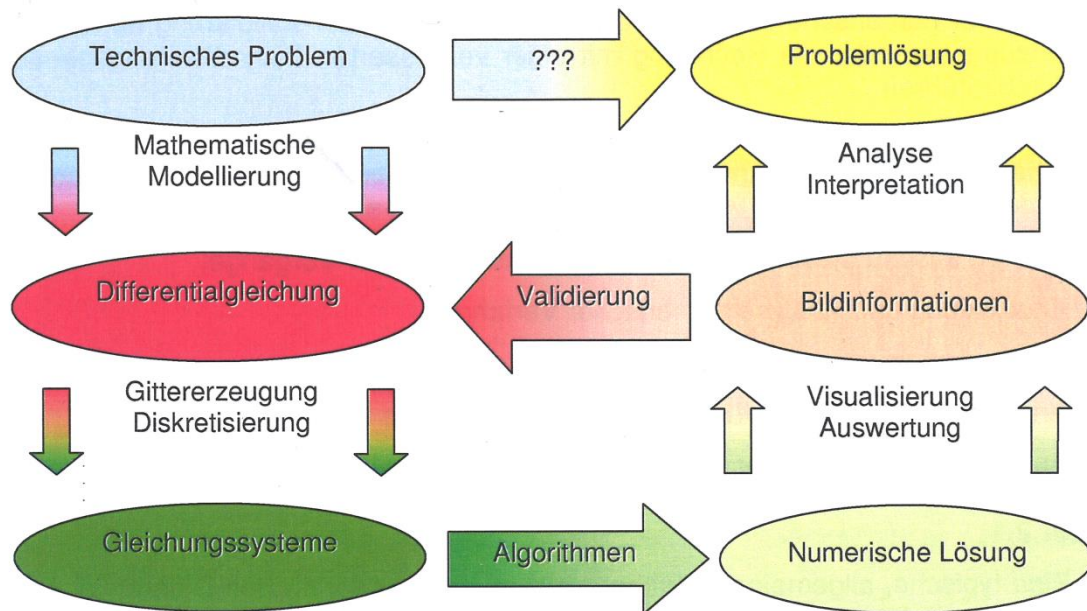 Technisches Problem
???
Problemlösung
Mathematische
Modellierung
Analyse
Interpretation
Differentialgleichung
Validierung
Bildinformationen
Gittererzeugung
Diskretisierung
Visualisierung
Auswertung
Gleichungssysteme
Algorithmen
Numerische Lösung